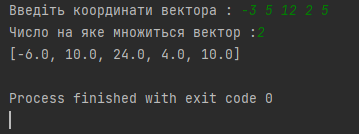 Введіть координати вектора : -3 5 12 2 5
Число на яке множиться вектор :2
[-6.0, 10.0, 24.0, 4.0, 10.0]
Process finished with exit code 0